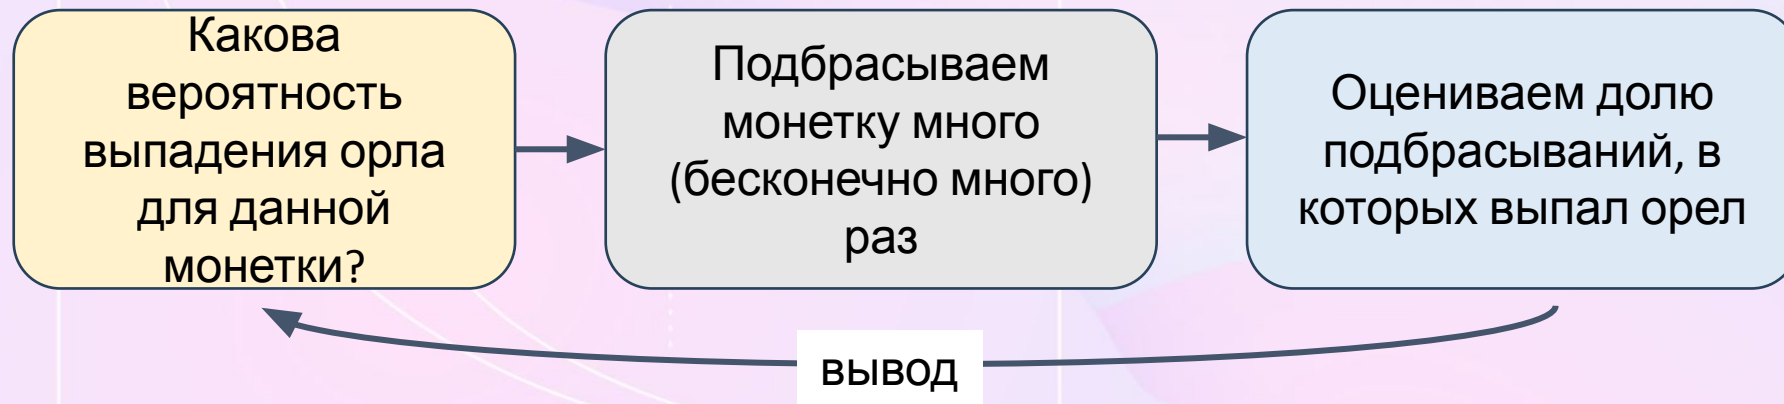 Какова
вероятность
выпадения орла
для данной
монетки?
Подбрасываем
монетку много
(бесконечно много)
раз
Оцениваем долю
подбрасываний, в
которых выпал орел
вывод